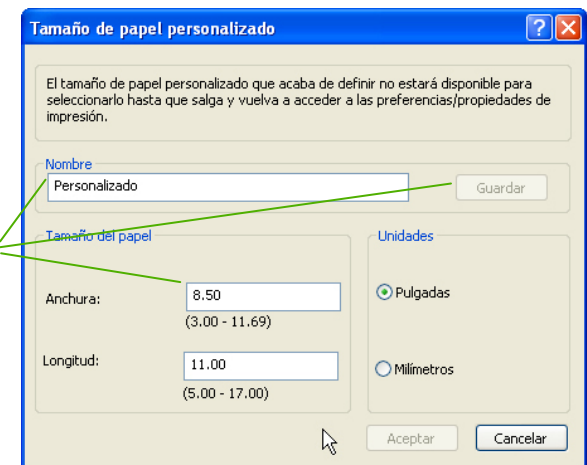 Tamaño de papel personalizado
El tamaño de papel personalizado que acaba de definir no estará disponible para
seleccionarlo hasta que salga y vuelva a acceder a las preferencias/propiedades de
impresión.
Nombre
Personalizado
Guardar
Tamaño del papel
Unidades
Anchura:
8.50
(3.00 - 11.69)
Pulgadas
Longitud:
11.00
(5.00 - 17.00)
Milímetros
Aceptar
Cancelar